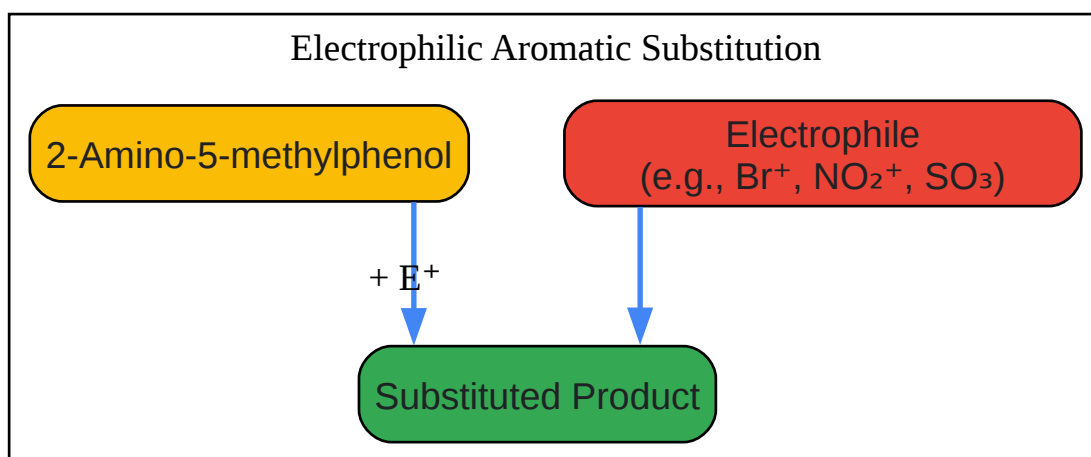 Electrophilic Aromatic Substitution
2-Amino-5-methylphenol
Electrophile
(e.g., Br⁺, NO₂⁺, SO₃)
+ E⁺
Substituted Product